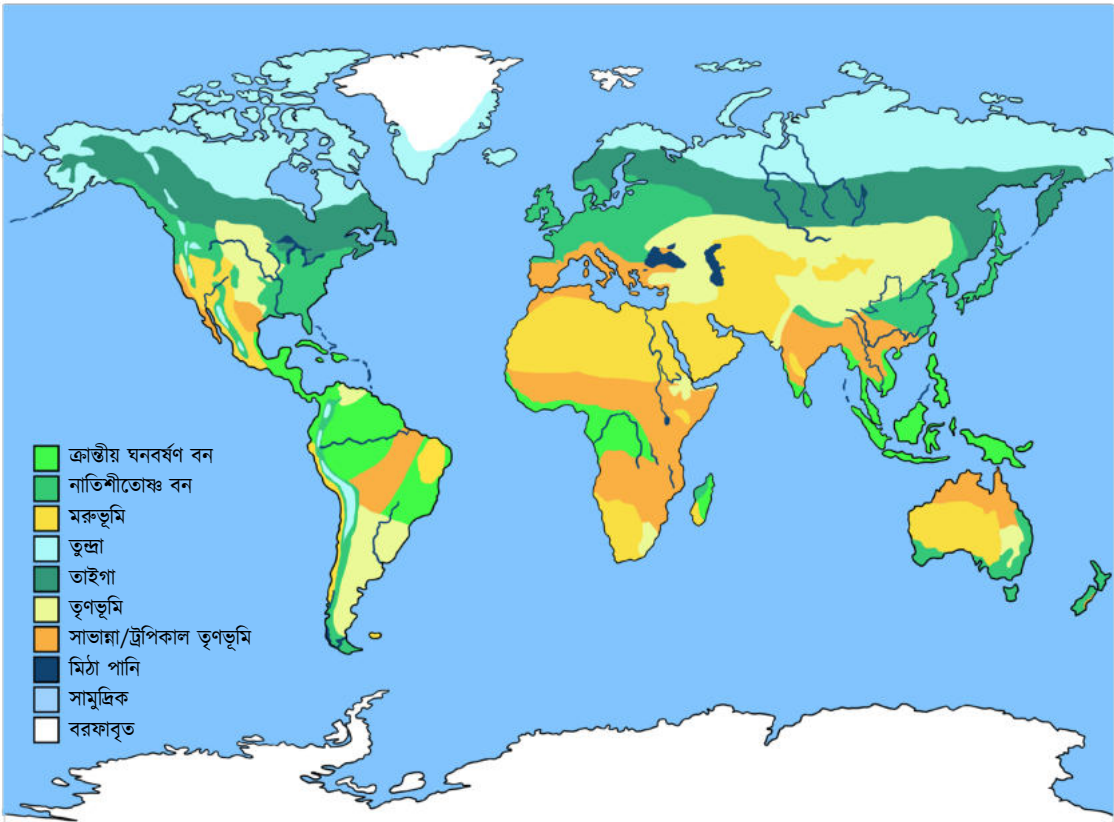 ক্রান্তীয় ঘনবর্ষণ বন
নাতিশীতোষ্ণ বন
মরুভূমি
তুন্দ্রা
তাইগা
তৃণভূমি
সাভান্না/ট্রপিকাল তৃণভূমি
মিঠা পানি
সামুদ্রিক
বরফাবৃত